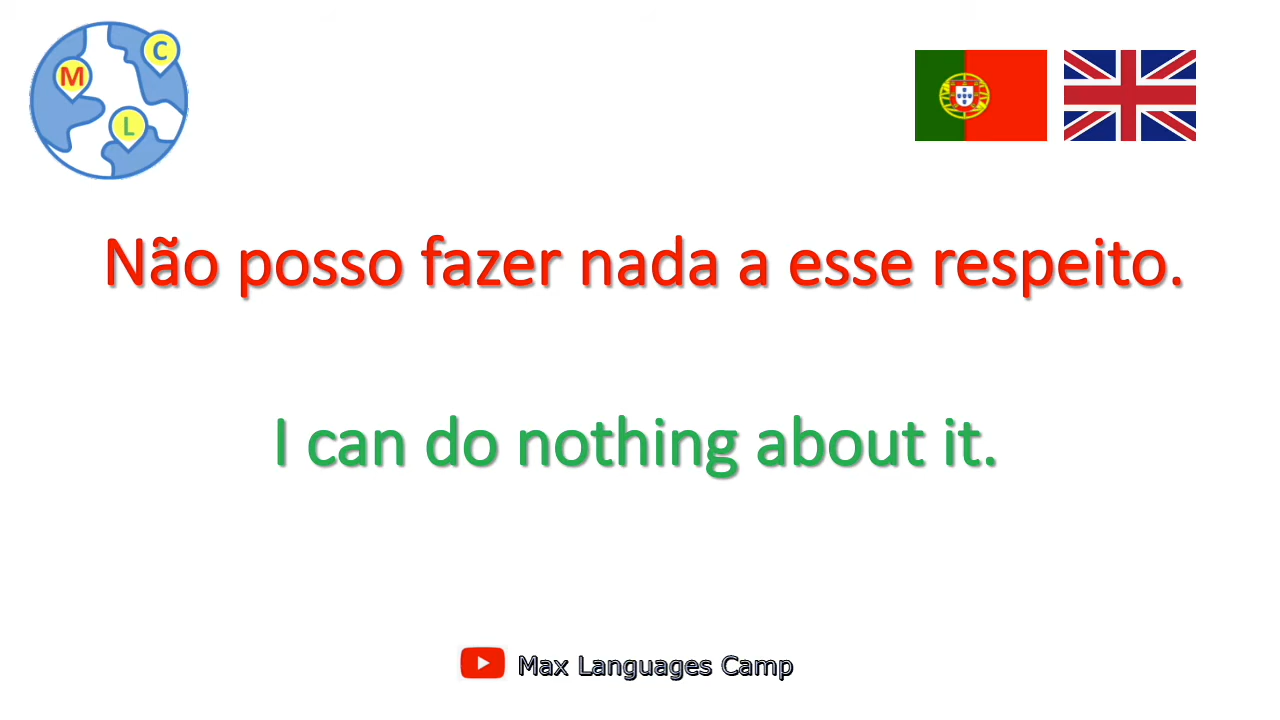 M
C
L
Não posso fazer nada a esse respeito.
I can do nothing about it.
Max Languages Camp